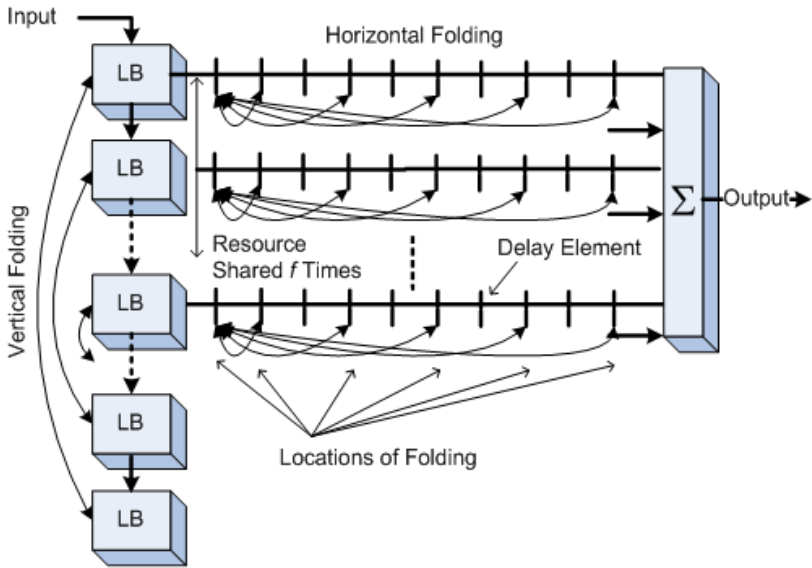 Input
Horizontal Folding
LB
LB
Σ
Output
Resource
Shared f Times
Delay Element
Vertical Folding
LB
LB
Locations of Folding
LB